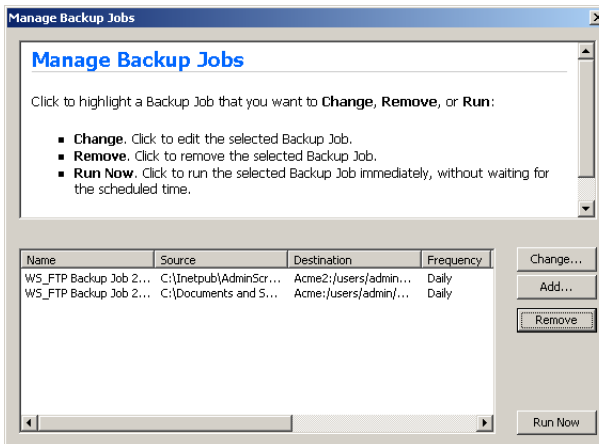 Manage Backup Jobs
Manage Backup Jobs
Click to highlight a Backup Job that you want to Change, Remove, or Run:
▪ Change. Click to edit the selected Backup Job.
▪ Remove. Click to remove the selected Backup Job.
▪ Run Now. Click to run the selected Backup Job immediately, without waiting for
the scheduled time.
Name Source Destination Frequency
WS_FTP Backup Job 2... C:\Inetpub\AdminScr... Acme2:/users/admin... Daily
WS_FTP Backup Job 2... C:\Documents and S... Acme:/users/admin/... Daily
Change...
Add...
Remove
Run Now